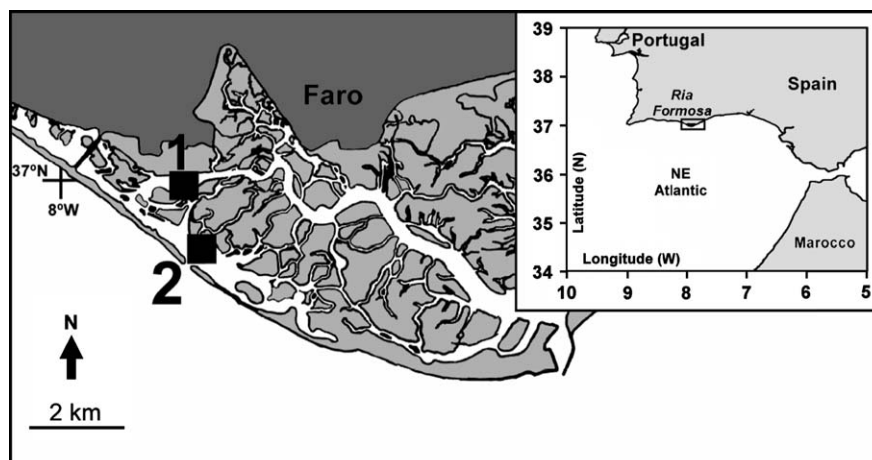 Faro
1
37ºN
8ºW
2
N
2 km
39
38
37
36
35
34
Latitude (N)
Portugal
Spain
Ria
Formosa
NE
Atlantic
Marocco
Longitude (W)
10 9 8 7 6 5